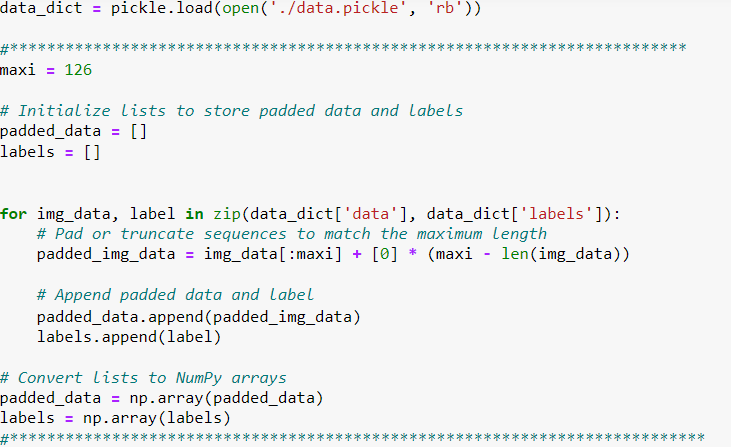 data_dict = pickle.load(open('./data.pickle', 'rb'))
#*************************************************************************
maxi = 126
# Initialize lists to store padded data and labels
padded_data = []
labels = []
for img_data, label in zip(data_dict['data'], data_dict['labels']):
# Pad or truncate sequences to match the maximum length
padded_img_data = img_data[:maxi] + [0] * (maxi - len(img_data))
# Append padded data and label
padded_data.append(padded_img_data)
labels.append(label)
# Convert lists to NumPy arrays
padded_data = np.array(padded_data)
labels = np.array(labels)
#***************************************************************************